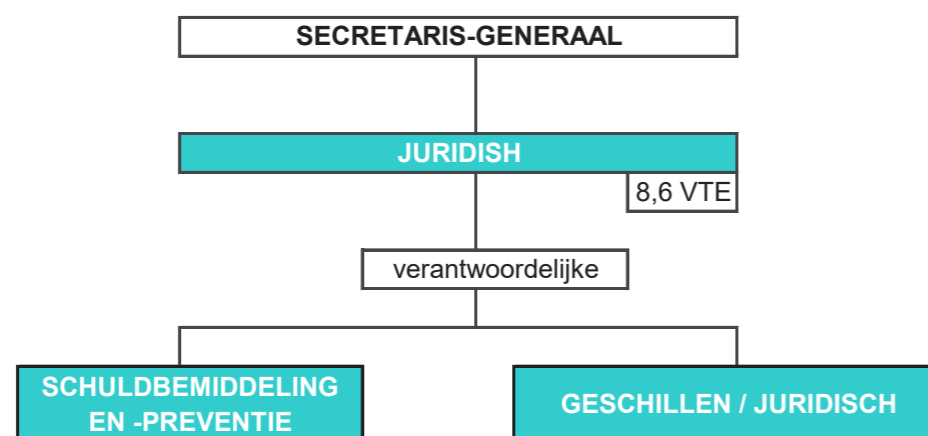 SECRETARIS-GENERAAL
JURIDISH
8,6 VTE
verantwoordelijke
SCHULDBEMIDDELING
EN -PREVENTIE
GESCHILLEN / JURIDISCH